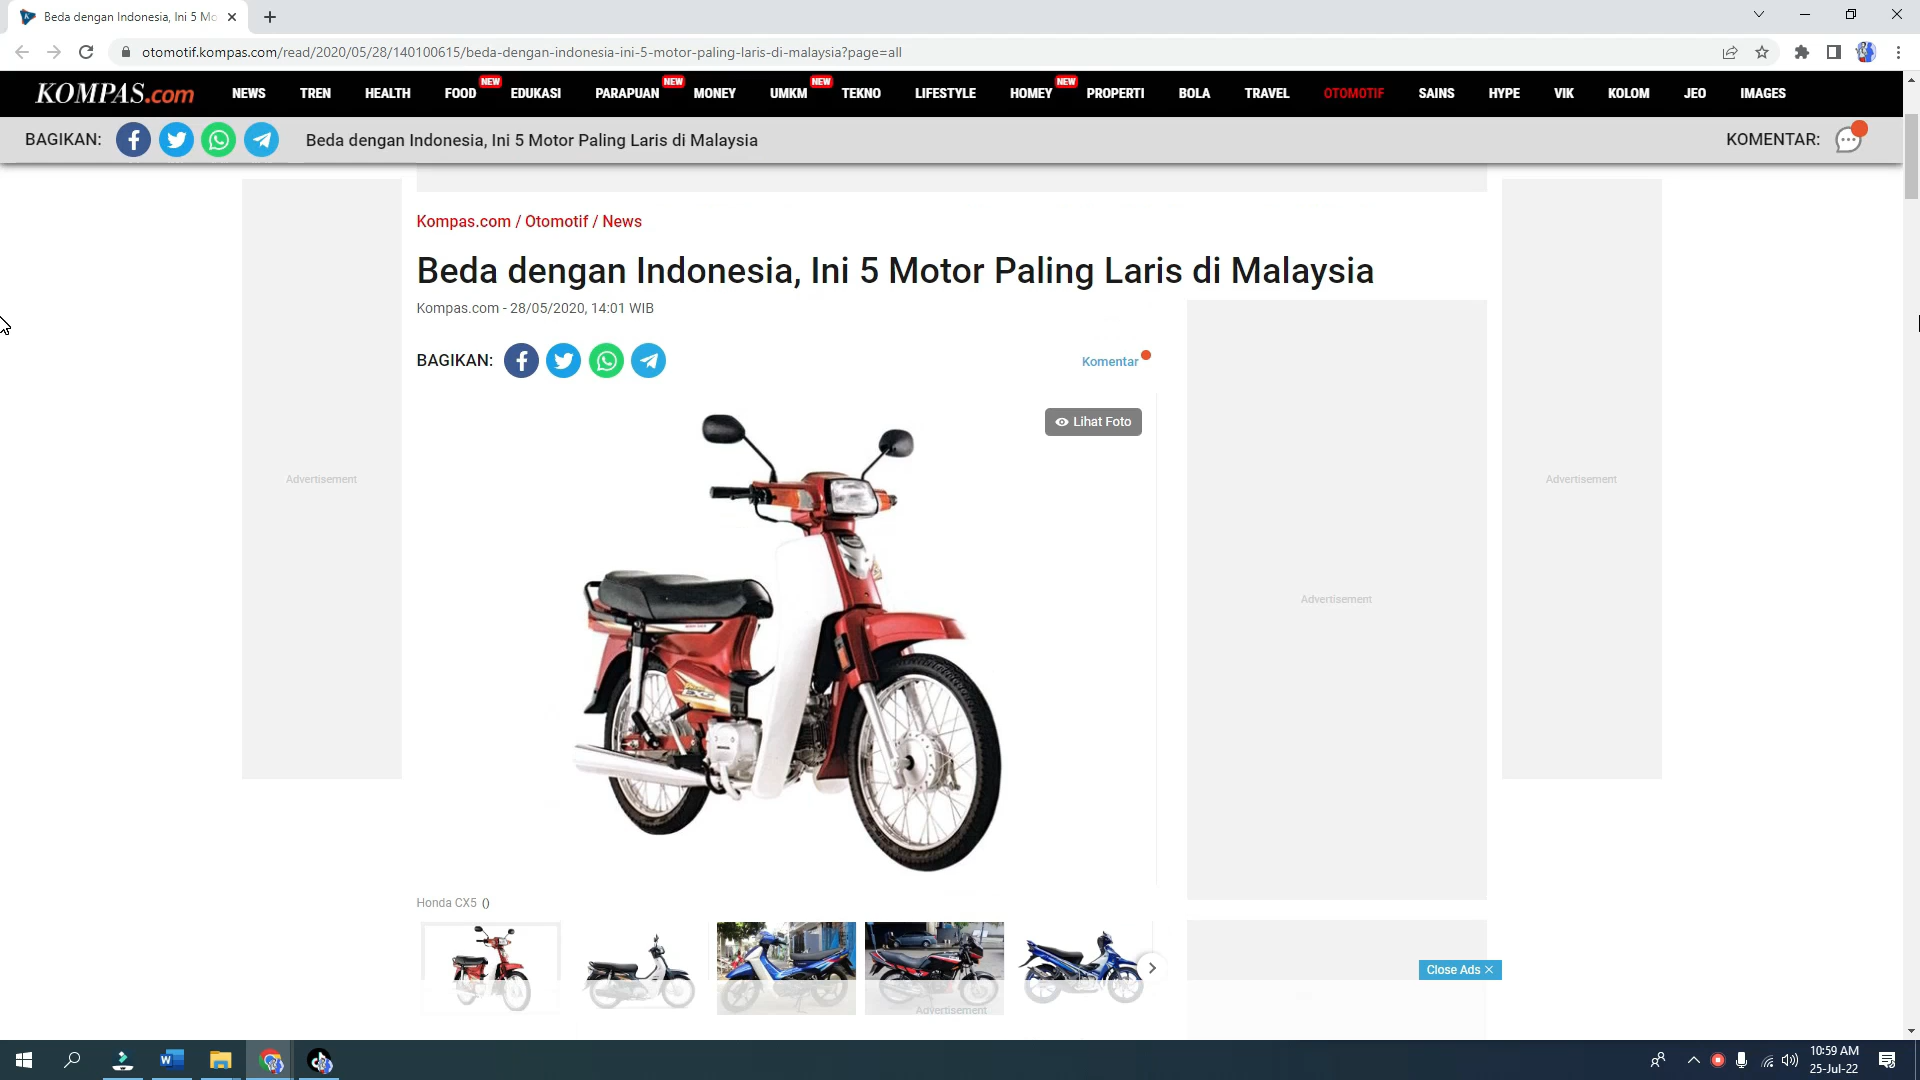 Beda dengan Indonesia, Ini 5 Mo
otomotif.kompas.com/read/2020/05/28/140100615/beda-dengan-indonesia-ini-5-motor-paling-laris-di-malaysia?page=all
KOMPAS.com NEWS TREN HEALTH FOOD NEW EDUKASI PARAPUAN NEW MONEY UMKM NEW TEKNO LIFESTYLE HOMEY NEW PROPERTI BOLA TRAVEL OTOMOTIF SAINS HYPE VIK KOLOM JEO IMAGES
BAGIKAN: Beda dengan Indonesia, Ini 5 Motor Paling Laris di Malaysia KOMENTAR:
Kompas.com / Otomotif / News
Beda dengan Indonesia, Ini 5 Motor Paling Laris di Malaysia
Kompas.com - 28/05/2020, 14:01 WIB
BAGIKAN: Komentar
Lihat Foto
Advertisement
Advertisement
Advertisement
Honda CX5 ()
Close Ads ×
Advertisement
10:59 AM
25-Jul-22